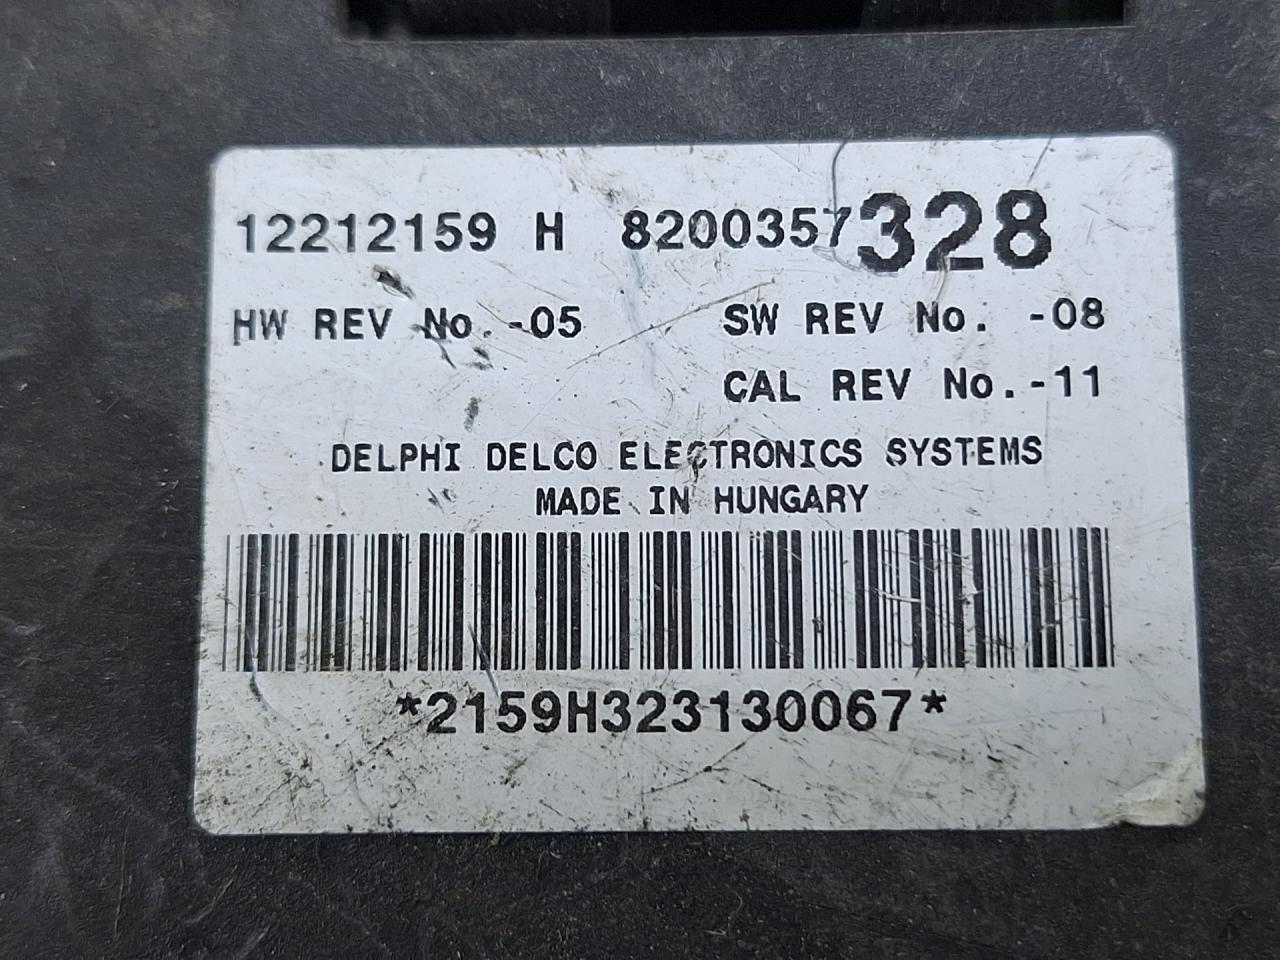 12212159 H 8200357328
HW REV No.-05 SW REV No. -08
CAL REV No.-11
DELPHI DELCO ELECTRONICS SYSTEMS
MADE IN HUNGARY
*2159H323130067*